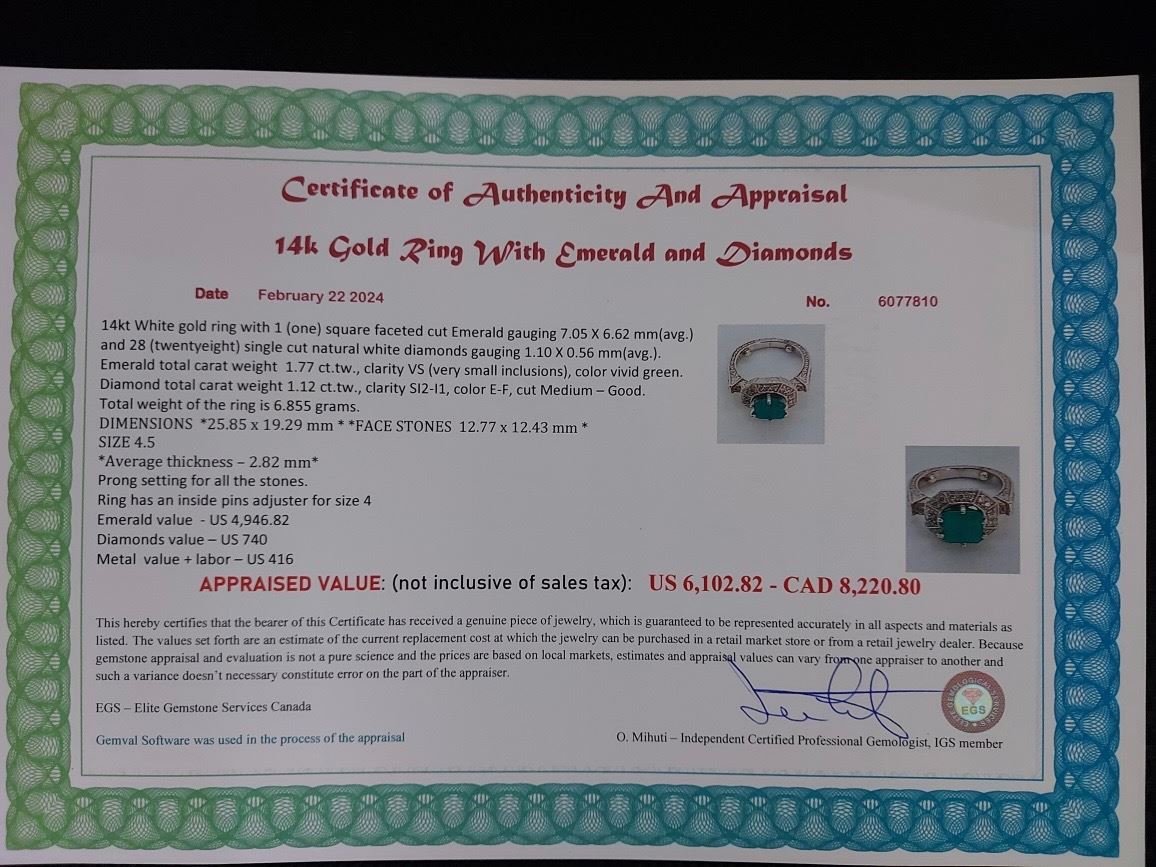 Certificate of Authenticity And Appraisal
14k Gold Ring With Emerald and Diamonds
Date February 22 2024 No. 6077810
14kt White gold ring with 1 (one) square faceted cut Emerald gauging 7.05 X 6.62 mm(avg.)
and 28 (twentyeight) single cut natural white diamonds gauging 1.10 X 0.56 mm(avg.).
Emerald total carat weight 1.77 ct.tw., clarity VS (very small inclusions), color vivid green.
Diamond total carat weight 1.12 ct.tw., clarity SI2-I1, color E-F, cut Medium – Good.
Total weight of the ring is 6.855 grams.
DIMENSIONS *25.85 x 19.29 mm * *FACE STONES 12.77 x 12.43 mm *
SIZE 4.5
*Average thickness – 2.82 mm*
Prong setting for all the stones.
Ring has an inside pins adjuster for size 4
Emerald value - US 4,946.82
Diamonds value – US 740
Metal value + labor – US 416
APPRAISED VALUE: (not inclusive of sales tax): US 6,102.82 - CAD 8,220.80
This hereby certifies that the bearer of this Certificate has received a genuine piece of jewelry, which is guaranteed to be represented accurately in all aspects and materials as
listed. The values set forth are an estimate of the current replacement cost at which the jewelry can be purchased in a retail market store or from a retail jewelry dealer. Because
gemstone appraisal and evaluation is not a pure science and the prices are based on local markets, estimates and appraisal values can vary from one appraiser to another and
such a variance doesn't necessary constitute error on the part of the appraiser.
EGS – Elite Gemstone Services Canada
EGS
Gemval Software was used in the process of the appraisal
O. Mihuti – Independent Certified Professional Gemologist, IGS member